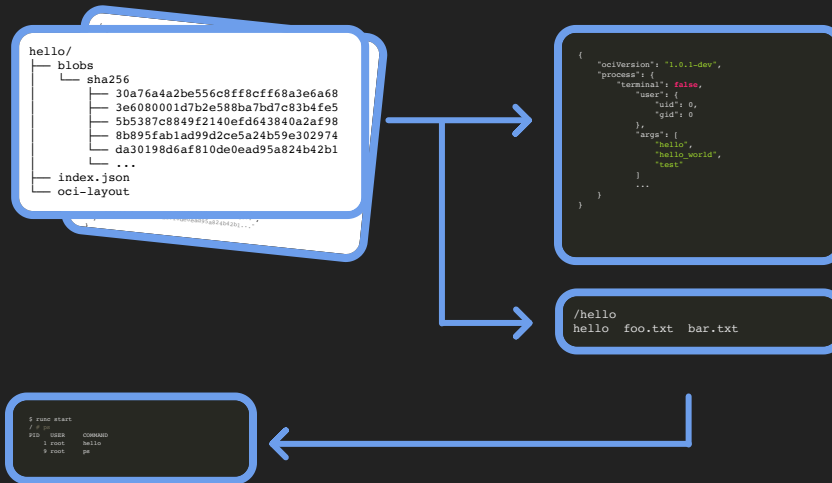 hello/
├── blobs
│   └── sha256
│       ├── 30a76a4a2be556c8ff8cff68a3e6a68
│       ├── 3e6080001d7b2e588ba7bd7c83b4fe5
│       ├── 5b5387c8849f2140efd643840a2af98
│       ├── 8b895fab1ad99d2ce5a24b59e302974
│       ├── da30198d6af810de0ead95a824b42b1
│       └── ...
├── index.json
└── oci-layout
{
    "ociVersion": "1.0.1-dev",
    "process": {
        "terminal": false,
            "user": {
                "uid": 0,
                "gid": 0
            },
            "args": [
                "hello",
                "hello_world",
                "test"
            ]
            ...
    }
}
/hello
hello  foo.txt  bar.txt
$ runc start
/ # ps
PID   USER     COMMAND
    1 root     hello
    9 root     ps